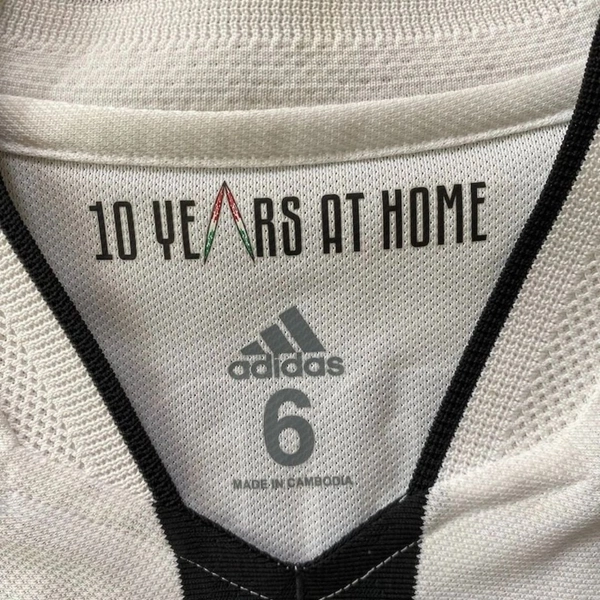 10 YEARS AT HOME
adidas
6
MADE IN CAMBODIA